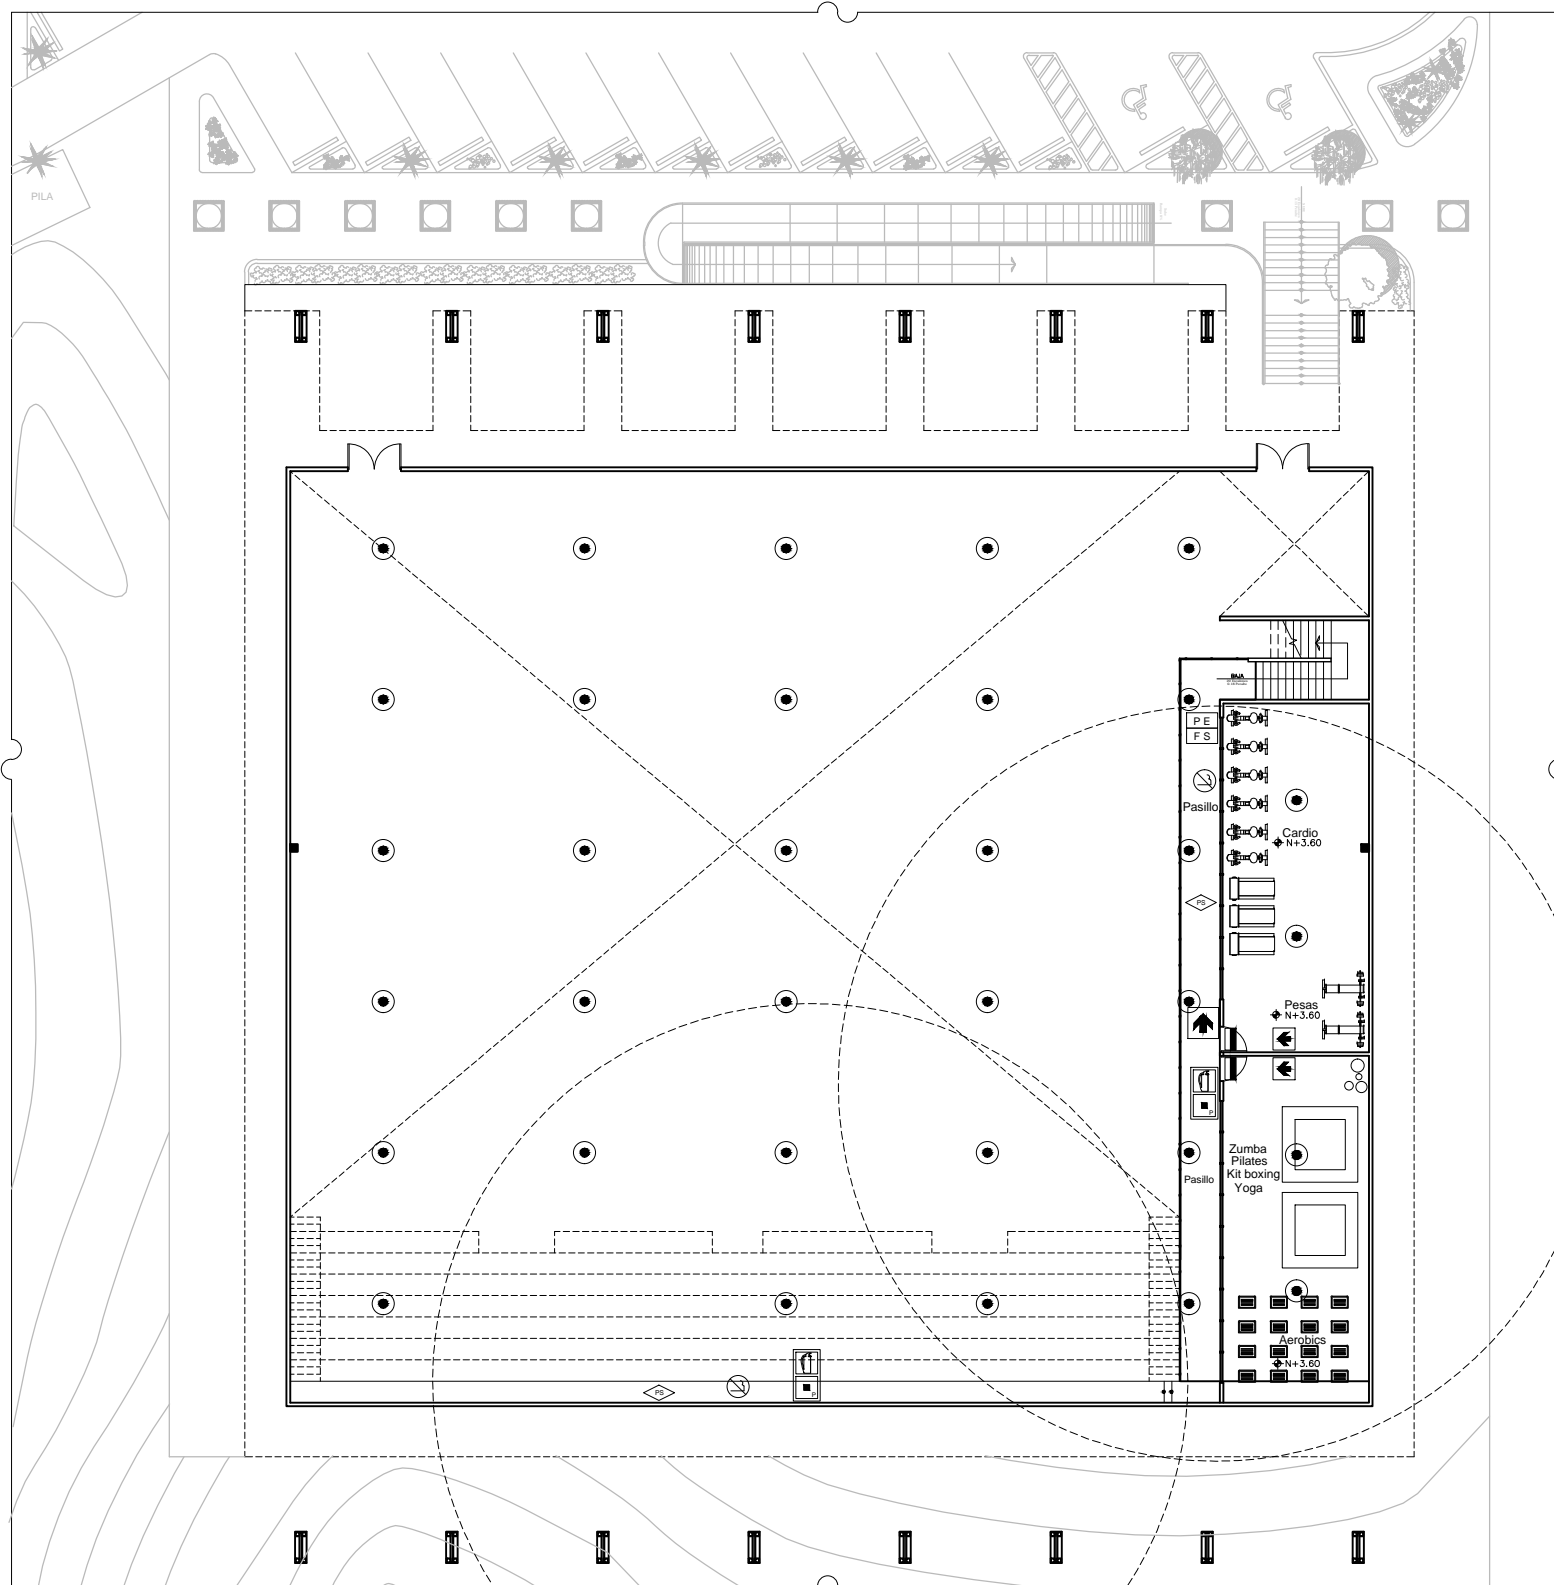 PILA
BAJA
P E
F S
Pasillo
Cardio
N+3.60
PS
Pesas
N+3.60
P
Zumba
Pilates
Kit boxing
Yoga
Pasillo
Aerobics
N+3.60
PS
P